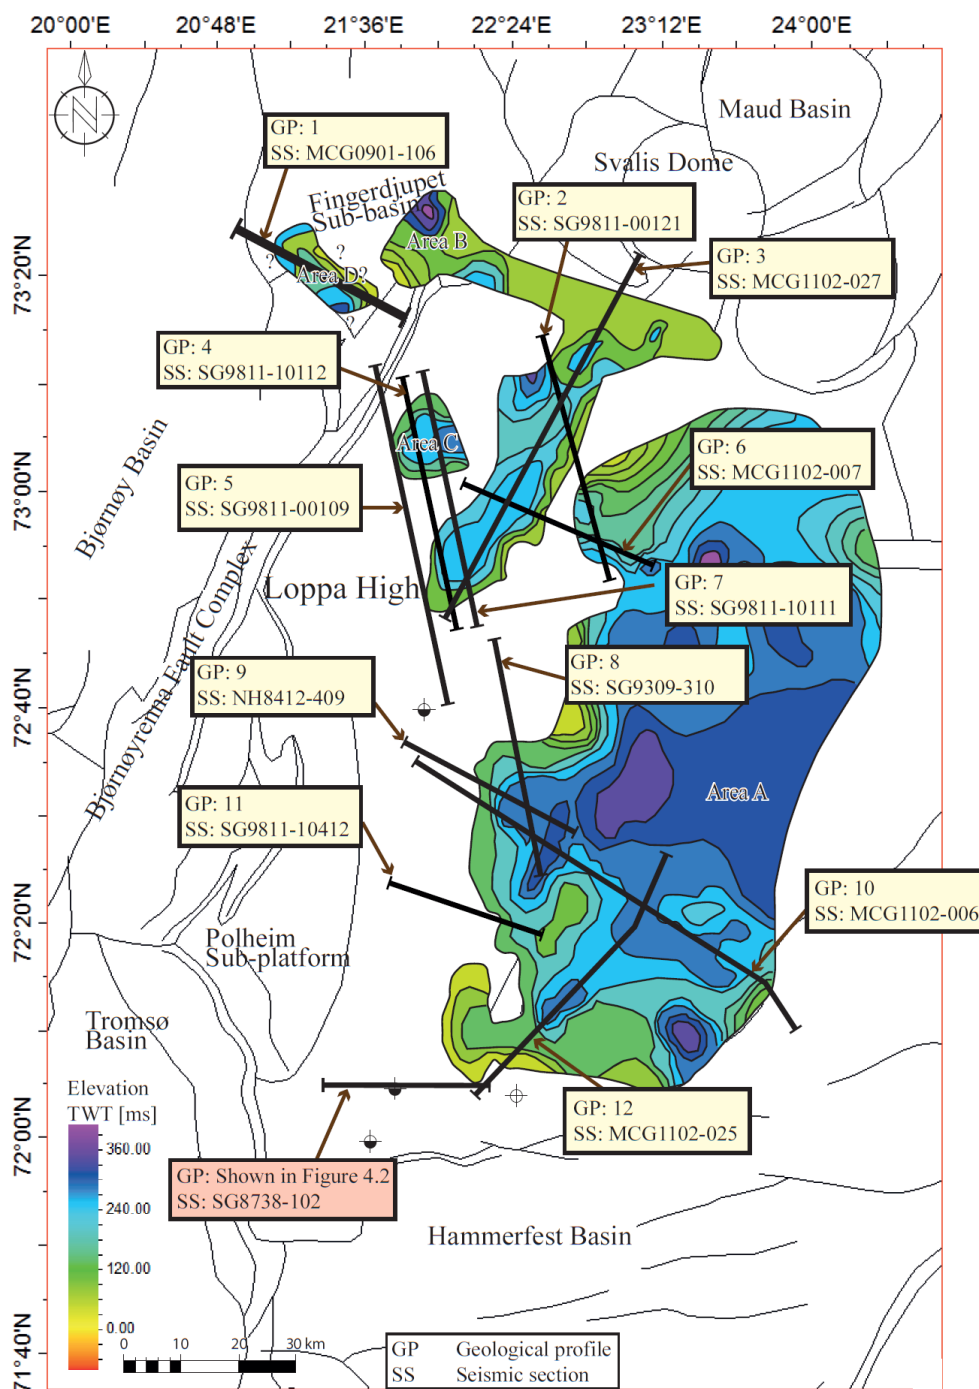 20°00'E 20°48'E 21°36'E 22°24'E 23°12'E 24°00'E
Maud Basin
GP: 1
SS: MCG0901-106
Svalis Dome
Fingerdjupet
Sub-basin
GP: 2
SS: SG9811-00121
Area B
GP: 3
SS: MCG1102-027
73°20'N
?
?
Area D?
?
N
GP: 4
SS: SG9811-10112
Area C
GP: 6
SS: MCG1102-007
Bjørnøy Basin
GP: 5
SS: SG9811-00109
73°00'N
Loppa High
GP: 7
SS: SG9811-10111
Bjørnøyrenna Fault Complex
GP: 8
SS: SG9309-310
GP: 9
SS: NH8412-409
72°40'N
Area A
GP: 11
SS: SG9811-10412
GP: 10
SS: MCG1102-006
72°20'N
Polheim
Sub-platform
Tromsø
Basin
Elevation
TWT [ms]
360.00
240.00
120.00
0.00
GP: 12
SS: MCG1102-025
72°00'N
GP: Shown in Figure 4.2
SS: SG8738-102
Hammerfest Basin
0 10 20 30 km
GP Geological profile
SS Seismic section
71°40'N